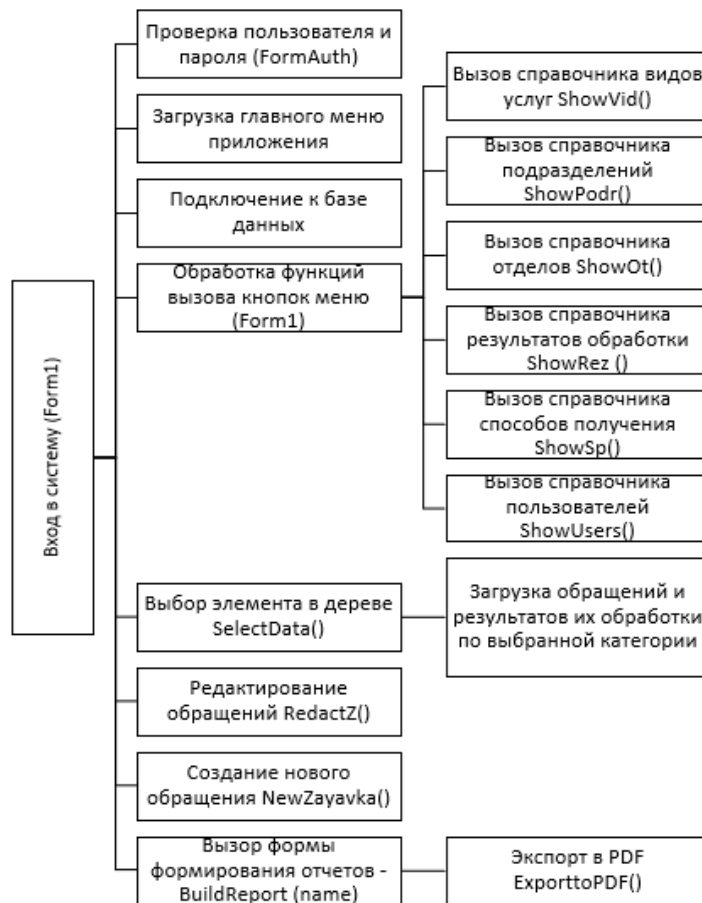 Вход в систему (Form1)
Проверка пользователя и
пароля (FormAuth)
Загрузка главного меню
приложения
Подключение к базе
данных
Обработка функций
вызова кнопок меню
(Form1)
Вызов справочника видов
услуг ShowVid()
Вызов справочника
подразделений
ShowPodr()
Вызов справочника
отделов ShowOt()
Вызов справочника
результатов обработки
ShowRez ()
Вызов справочника
способов получения
ShowSp()
Вызов справочника
пользователей
ShowUsers()
Выбор элемента в дереве
SelectData()
Загрузка обращений и
результатов их обработки
по выбранной категории
Редактирование
обращений RedactZ()
Создание нового
обращения NewZayavka()
Вызор формы
формирования отчетов -
BuildReport (name)
Экспорт в PDF
ExporttoPDF()